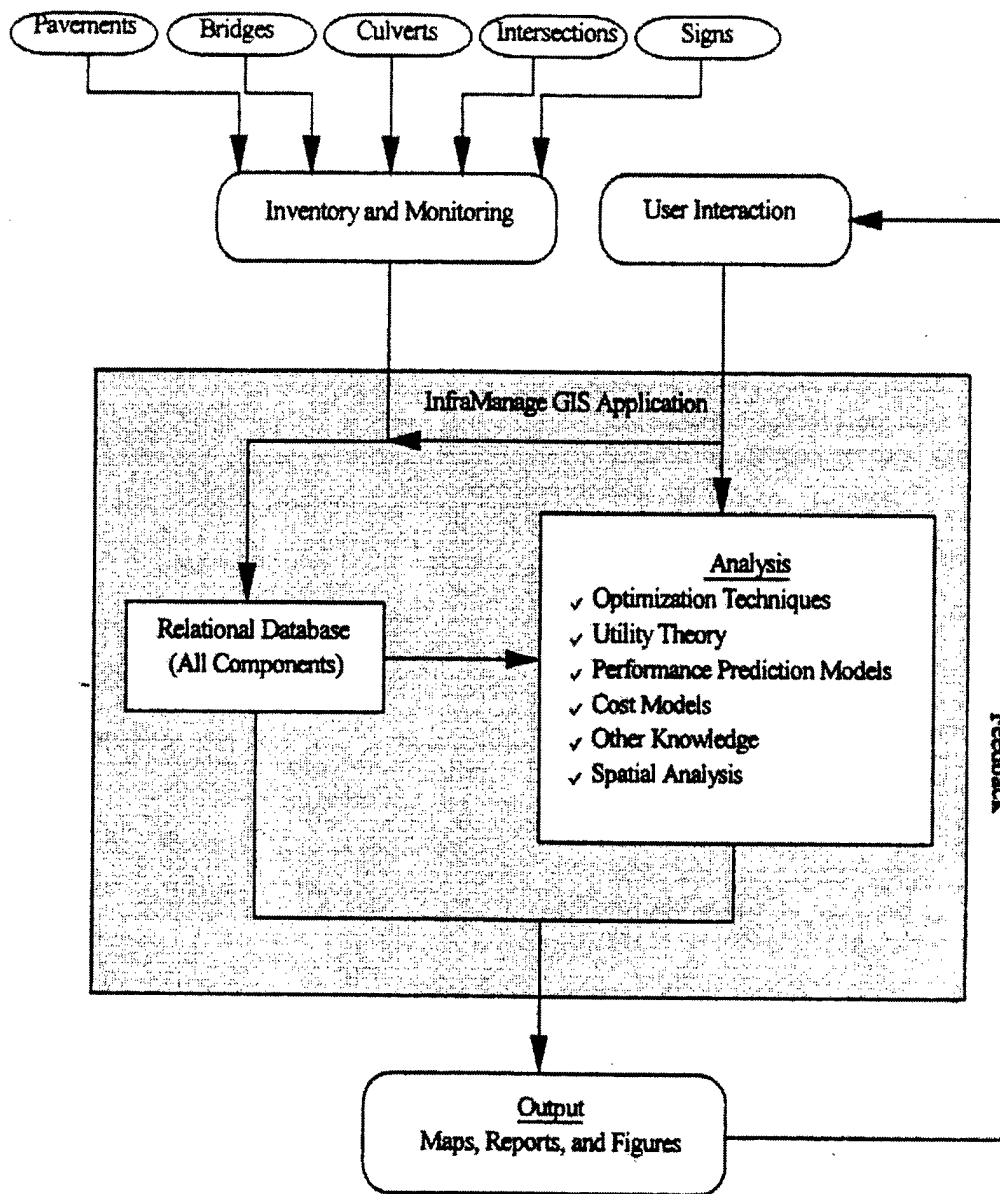 Pavements
Bridges
Culverts
Intersections
Signs
Inventory and Monitoring
User Interaction
InfraManage GIS Application
Relational Database
(All Components)
Analysis
✓ Optimization Techniques
✓ Utility Theory
✓ Performance Prediction Models
✓ Cost Models
✓ Other Knowledge
✓ Spatial Analysis
Feedback
Output
Maps, Reports, and Figures